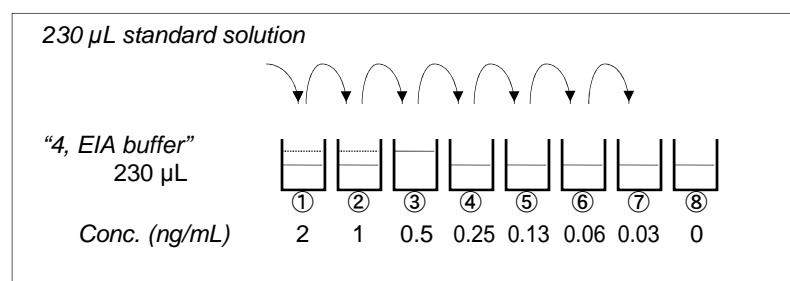 230 µL standard solution
“4, EIA buffer”
230 µL
① ② ③ ④ ⑤ ⑥ ⑦ ⑧
Conc. (ng/mL) 2 1 0.5 0.25 0.13 0.06 0.03 0